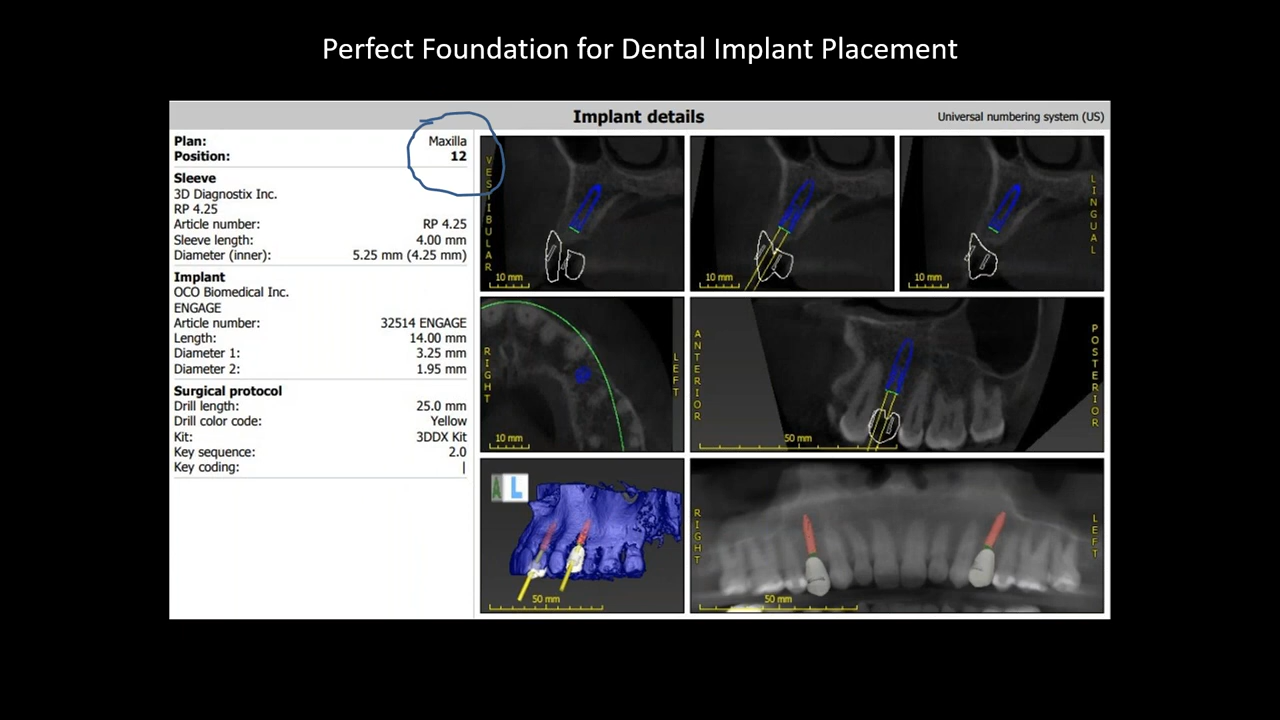 Perfect Foundation for Dental Implant Placement
Implant details
Universal numbering system (US)
Plan: Maxilla
Position: 12
Sleeve
3D Diagnostix Inc.
RP 4.25
Article number: RP 4.25
Sleeve length: 4.00 mm
Diameter (inner): 5.25 mm (4.25 mm)
Implant
OCO Biomedical Inc.
ENGAGE
Article number: 32514 ENGAGE
Length: 14.00 mm
Diameter 1: 3.25 mm
Diameter 2: 1.95 mm
Surgical protocol
Drill length: 25.0 mm
Drill color code: Yellow
Kit: 3DDX Kit
Key sequence: 2.0
Key coding: |
VESTIBULAR
10 mm
10 mm
LINGUAL
10 mm
RIGHT
LEFT
10 mm
ANTERIOR
POSTERIOR
50 mm
A L
50 mm
RIGHT
LEFT
50 mm